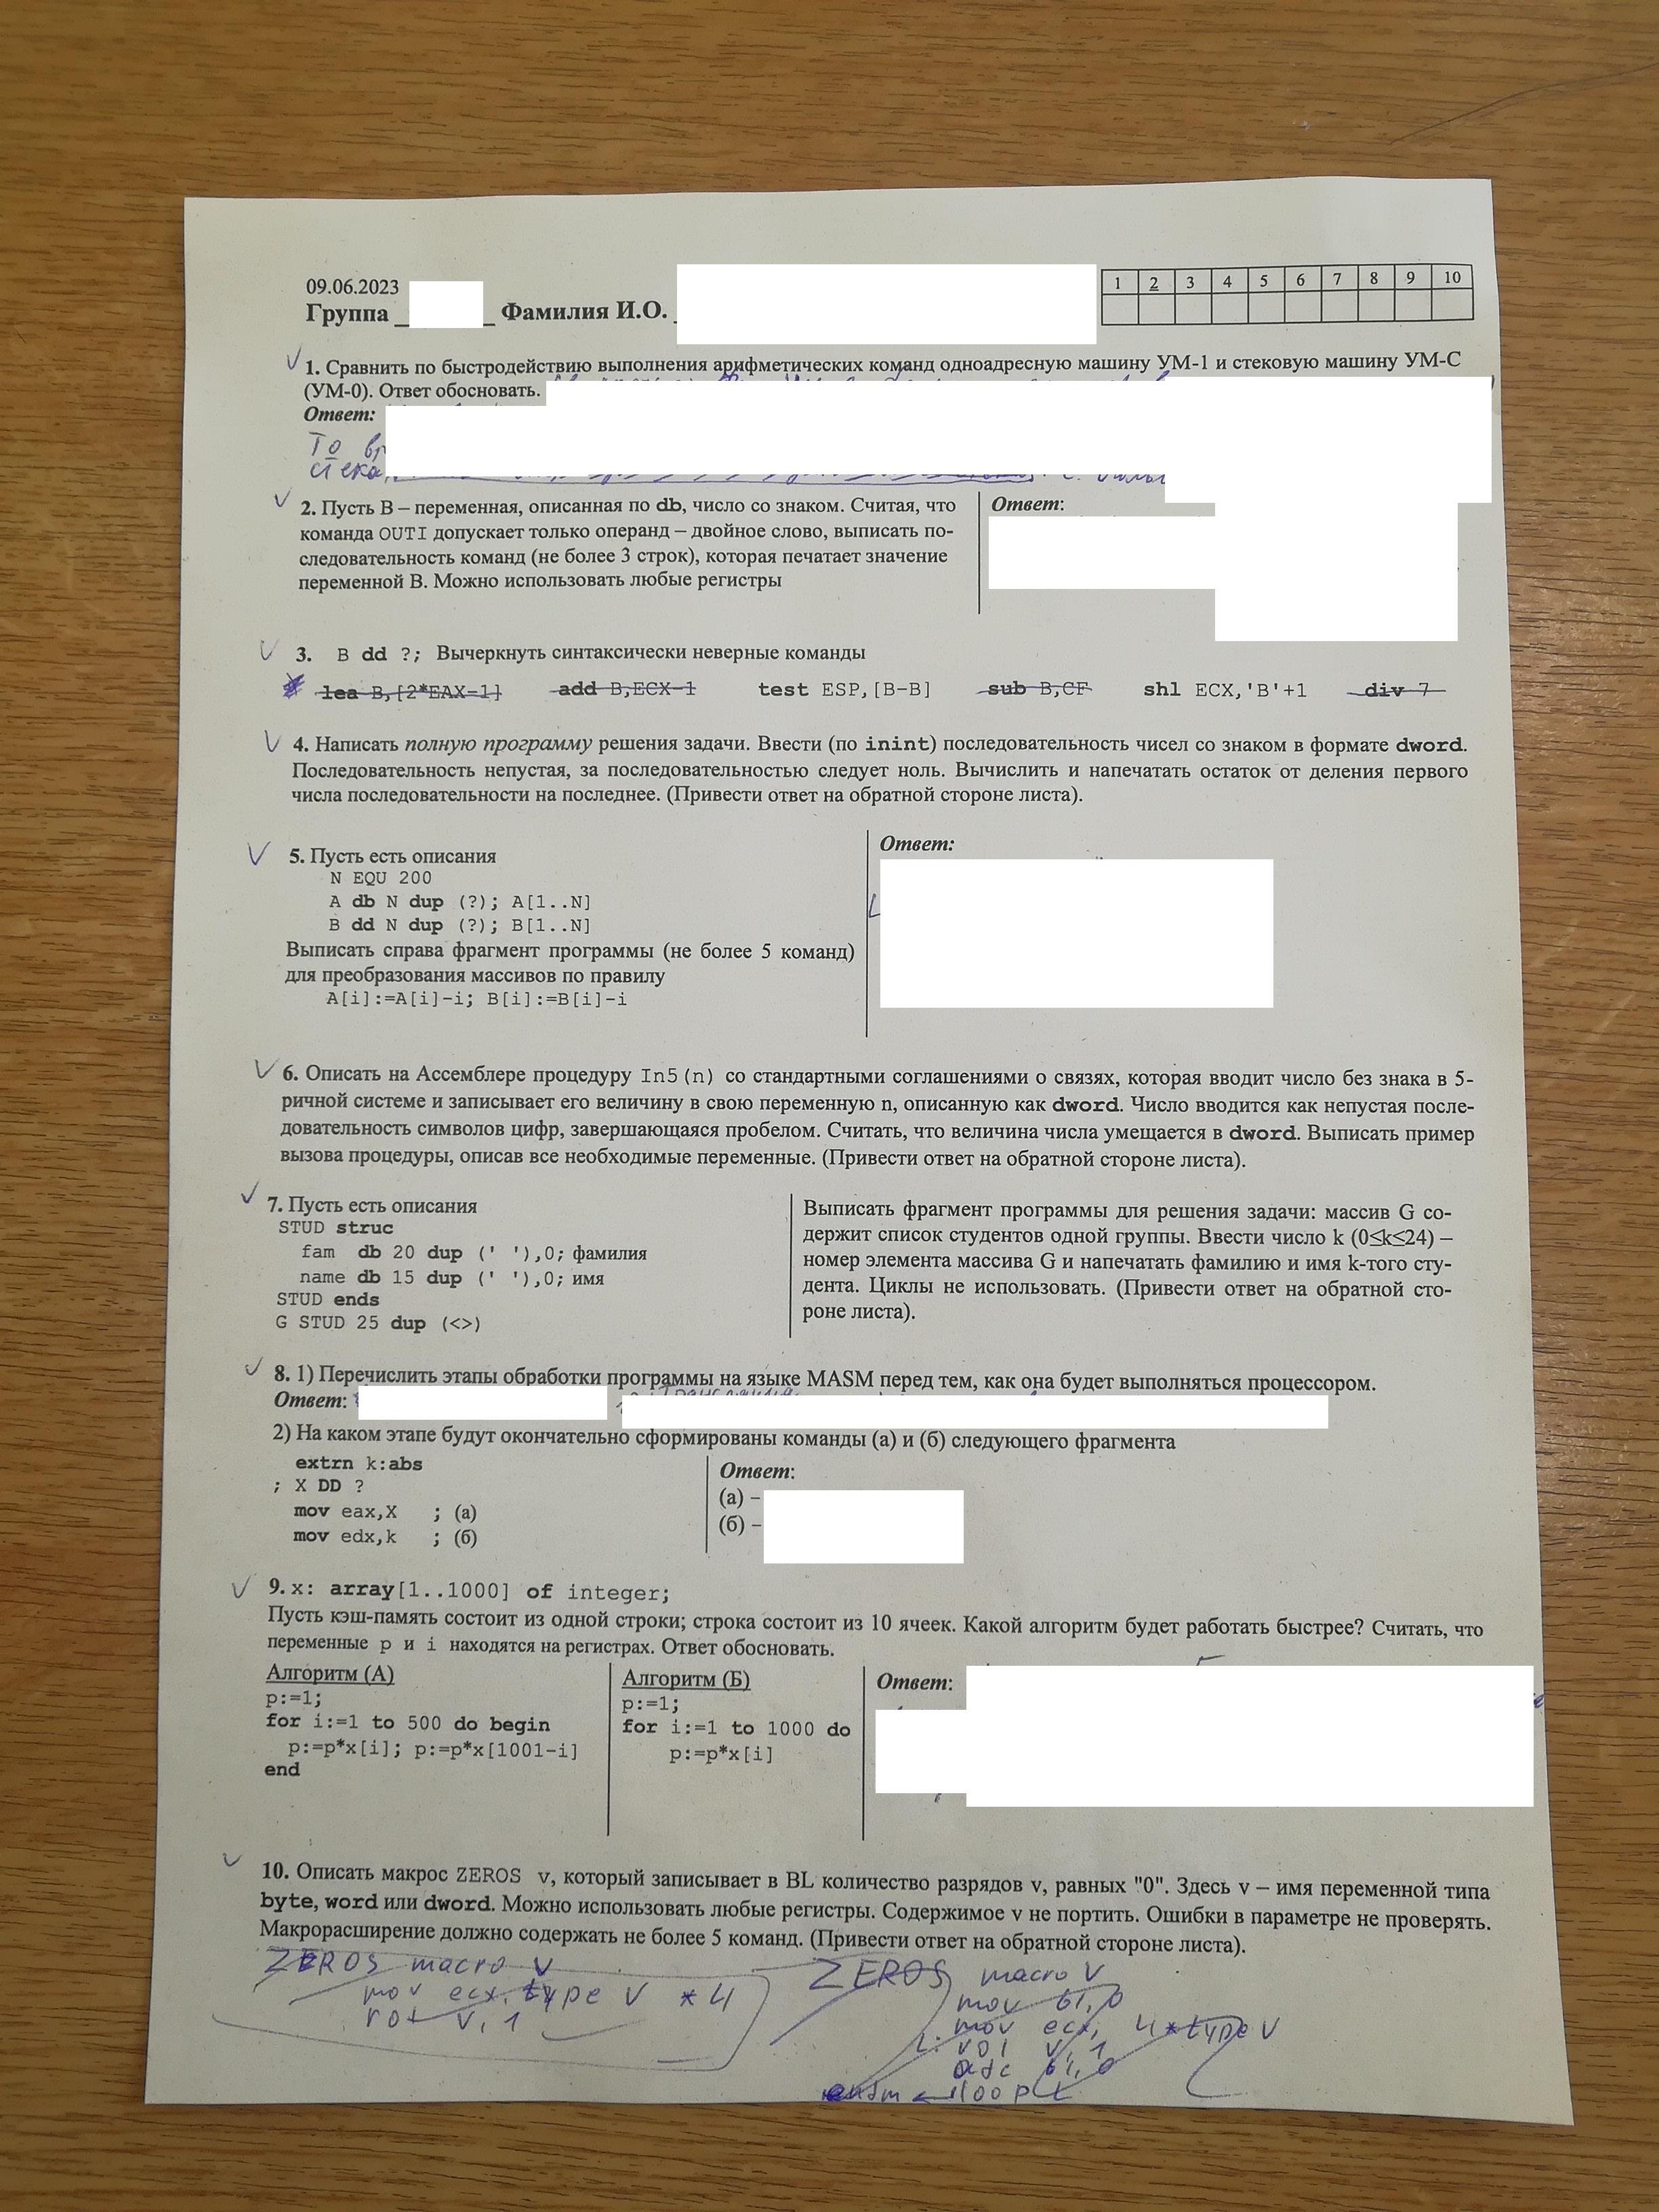 09.06.2023
Группа _ _ Фамилия И.О. _
1 2 3 4 5 6 7 8 9 10
1. Сравнить по быстродействию выполнения арифметических команд одноадресную машину УМ-1 и стековую машину УМ-С
(УМ-0). Ответ обосновать.
Ответ:
То
стека,
2. Пусть B – переменная, описанная по db, число со знаком. Считая, что
команда OUTI допускает только операнд – двойное слово, выписать по-
следовательность команд (не более 3 строк), которая печатает значение
переменной B. Можно использовать любые регистры
Ответ:
3. B dd ?; Вычеркнуть синтаксически неверные команды
lea B,[2*EAX-1] add B,ECX-1 test ESP,[B-B] sub B,CF shl ECX,'B'+1 div 7
4. Написать полную программу решения задачи. Ввести (по inint) последовательность чисел со знаком в формате dword.
Последовательность непустая, за последовательностью следует ноль. Вычислить и напечатать остаток от деления первого
числа последовательности на последнее. (Привести ответ на обратной стороне листа).
5. Пусть есть описания
N EQU 200
A db N dup (?); A[1..N]
B dd N dup (?); B[1..N]
Выписать справа фрагмент программы (не более 5 команд)
для преобразования массивов по правилу
A[i]:=A[i]-i; B[i]:=B[i]-i
Ответ:
6. Описать на Ассемблере процедуру In5(n) со стандартными соглашениями о связях, которая вводит число без знака в 5-
ричной системе и записывает его величину в свою переменную n, описанную как dword. Число вводится как непустая после-
довательность символов цифр, завершающаяся пробелом. Считать, что величина числа умещается в dword. Выписать пример
вызова процедуры, описав все необходимые переменные. (Привести ответ на обратной стороне листа).
7. Пусть есть описания
STUD struc
fam db 20 dup (' '),0; фамилия
name db 15 dup (' '),0; имя
STUD ends
G STUD 25 dup (<>)
Выписать фрагмент программы для решения задачи: массив G со-
держит список студентов одной группы. Ввести число k (0≤k≤24) –
номер элемента массива G и напечатать фамилию и имя k-того сту-
дента. Циклы не использовать. (Привести ответ на обратной сто-
роне листа).
8. 1) Перечислить этапы обработки программы на языке MASM перед тем, как она будет выполняться процессором.
Ответ:
2) На каком этапе будут окончательно сформированы команды (а) и (б) следующего фрагмента
extrn k:abs
; X DD ?
mov eax,X ; (а)
mov edx,k ; (б)
Ответ:
(а) –
(б) –
9. x: array[1..1000] of integer;
Пусть кэш-память состоит из одной строки; строка состоит из 10 ячеек. Какой алгоритм будет работать быстрее? Считать, что
переменные p и i находятся на регистрах. Ответ обосновать.
Алгоритм (А)
p:=1;
for i:=1 to 500 do begin
p:=p*x[i]; p:=p*x[1001-i]
end
Алгоритм (Б)
p:=1;
for i:=1 to 1000 do
p:=p*x[i]
Ответ:
10. Описать макрос ZEROS v, который записывает в BL количество разрядов v, равных "0". Здесь v – имя переменной типа
byte, word или dword. Можно использовать любые регистры. Содержимое v не портить. Ошибки в параметре не проверять.
Макрорасширение должно содержать не более 5 команд. (Привести ответ на обратной стороне листа).
ZEROS macro v
mov ecx, type v * 4
rol v, 1
ZEROS macro v
mov bl, 0
mov ecx, 4*type v
L: rol v, 1
adc bl, 0
endm loop L